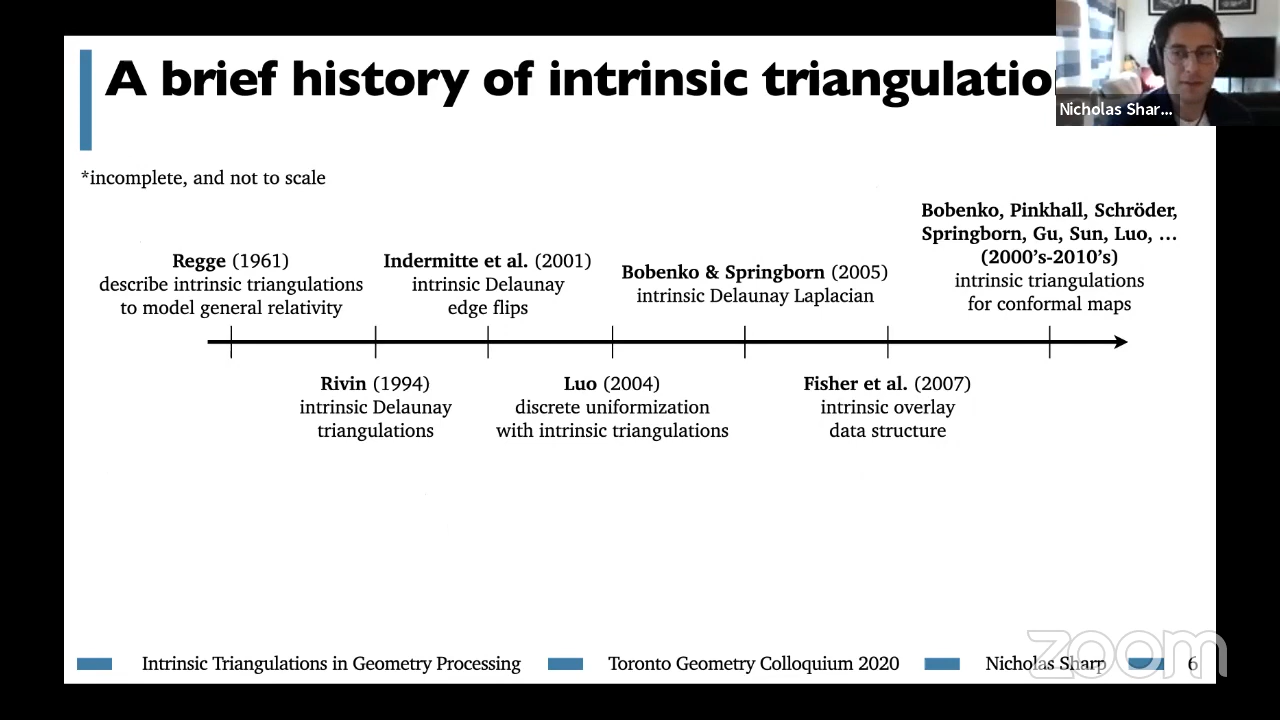 A brief history of intrinsic triangulatio
Nicholas Shar...
*incomplete, and not to scale
Regge (1961)
describe intrinsic triangulations
to model general relativity
Indermitte et al. (2001)
intrinsic Delaunay
edge flips
Bobenko & Springborn (2005)
intrinsic Delaunay Laplacian
Bobenko, Pinkhall, Schröder,
Springborn, Gu, Sun, Luo, ...
(2000's-2010's)
intrinsic triangulations
for conformal maps
Rivin (1994)
intrinsic Delaunay
triangulations
Luo (2004)
discrete uniformization
with intrinsic triangulations
Fisher et al. (2007)
intrinsic overlay
data structure
Intrinsic Triangulations in Geometry Processing
Toronto Geometry Colloquium 2020
Nicholas Sharp
6
zoom